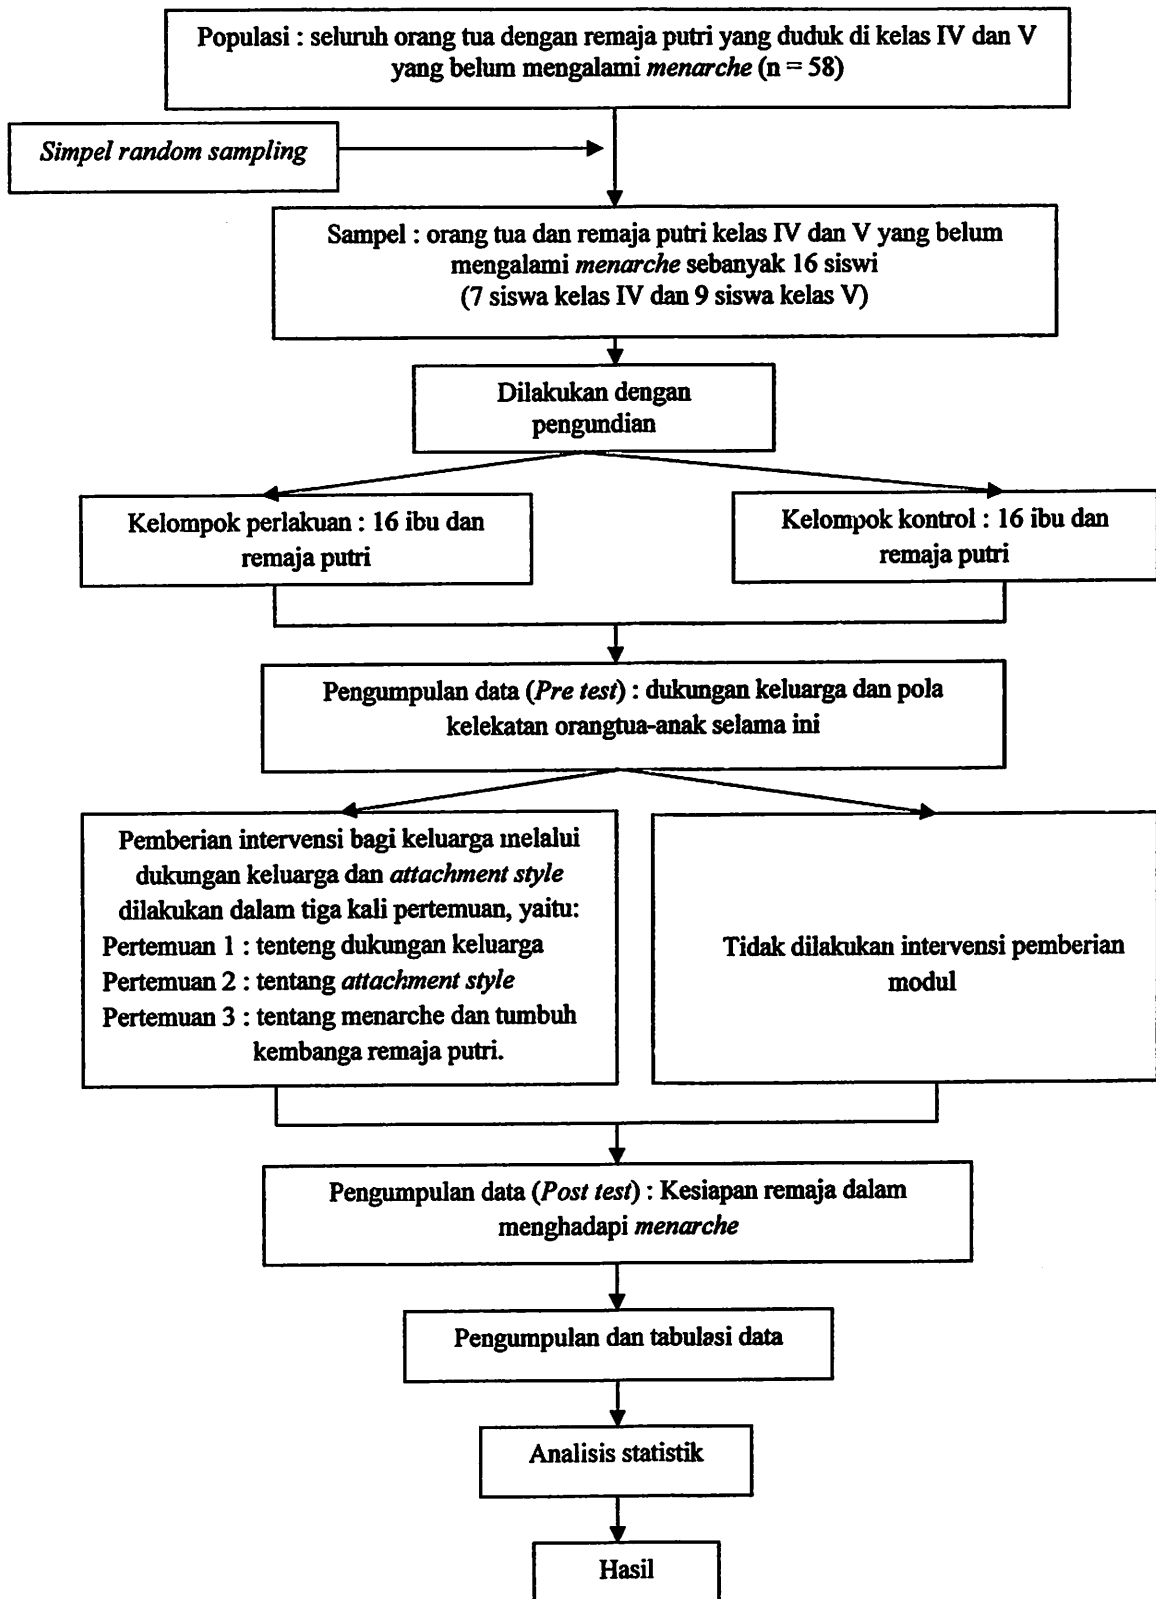 Populasi : seluruh orang tua dengan remaja putri yang duduk di kelas IV dan V
yang belum mengalami menarche (n = 58)
Simpel random sampling
Sampel : orang tua dan remaja putri kelas IV dan V yang belum
mengalami menarche sebanyak 16 siswi
(7 siswa kelas IV dan 9 siswa kelas V)
Dilakukan dengan
pengundian
Kelompok perlakuan : 16 ibu dan
remaja putri
Kelompok kontrol : 16 ibu dan
remaja putri
Pengumpulan data (Pre test) : dukungan keluarga dan pola
kelekatan orangtua-anak selama ini
Pemberian intervensi bagi keluarga melalui
dukungan keluarga dan attachment style
dilakukan dalam tiga kali pertemuan, yaitu:
Pertemuan 1 : tenteng dukungan keluarga
Pertemuan 2 : tentang attachment style
Pertemuan 3 : tentang menarche dan tumbuh
kembanga remaja putri.
Tidak dilakukan intervensi pemberian
modul
Pengumpulan data (Post test) : Kesiapan remaja dalam
menghadapi menarche
Pengumpulan dan tabulasi data
Analisis statistik
Hasil